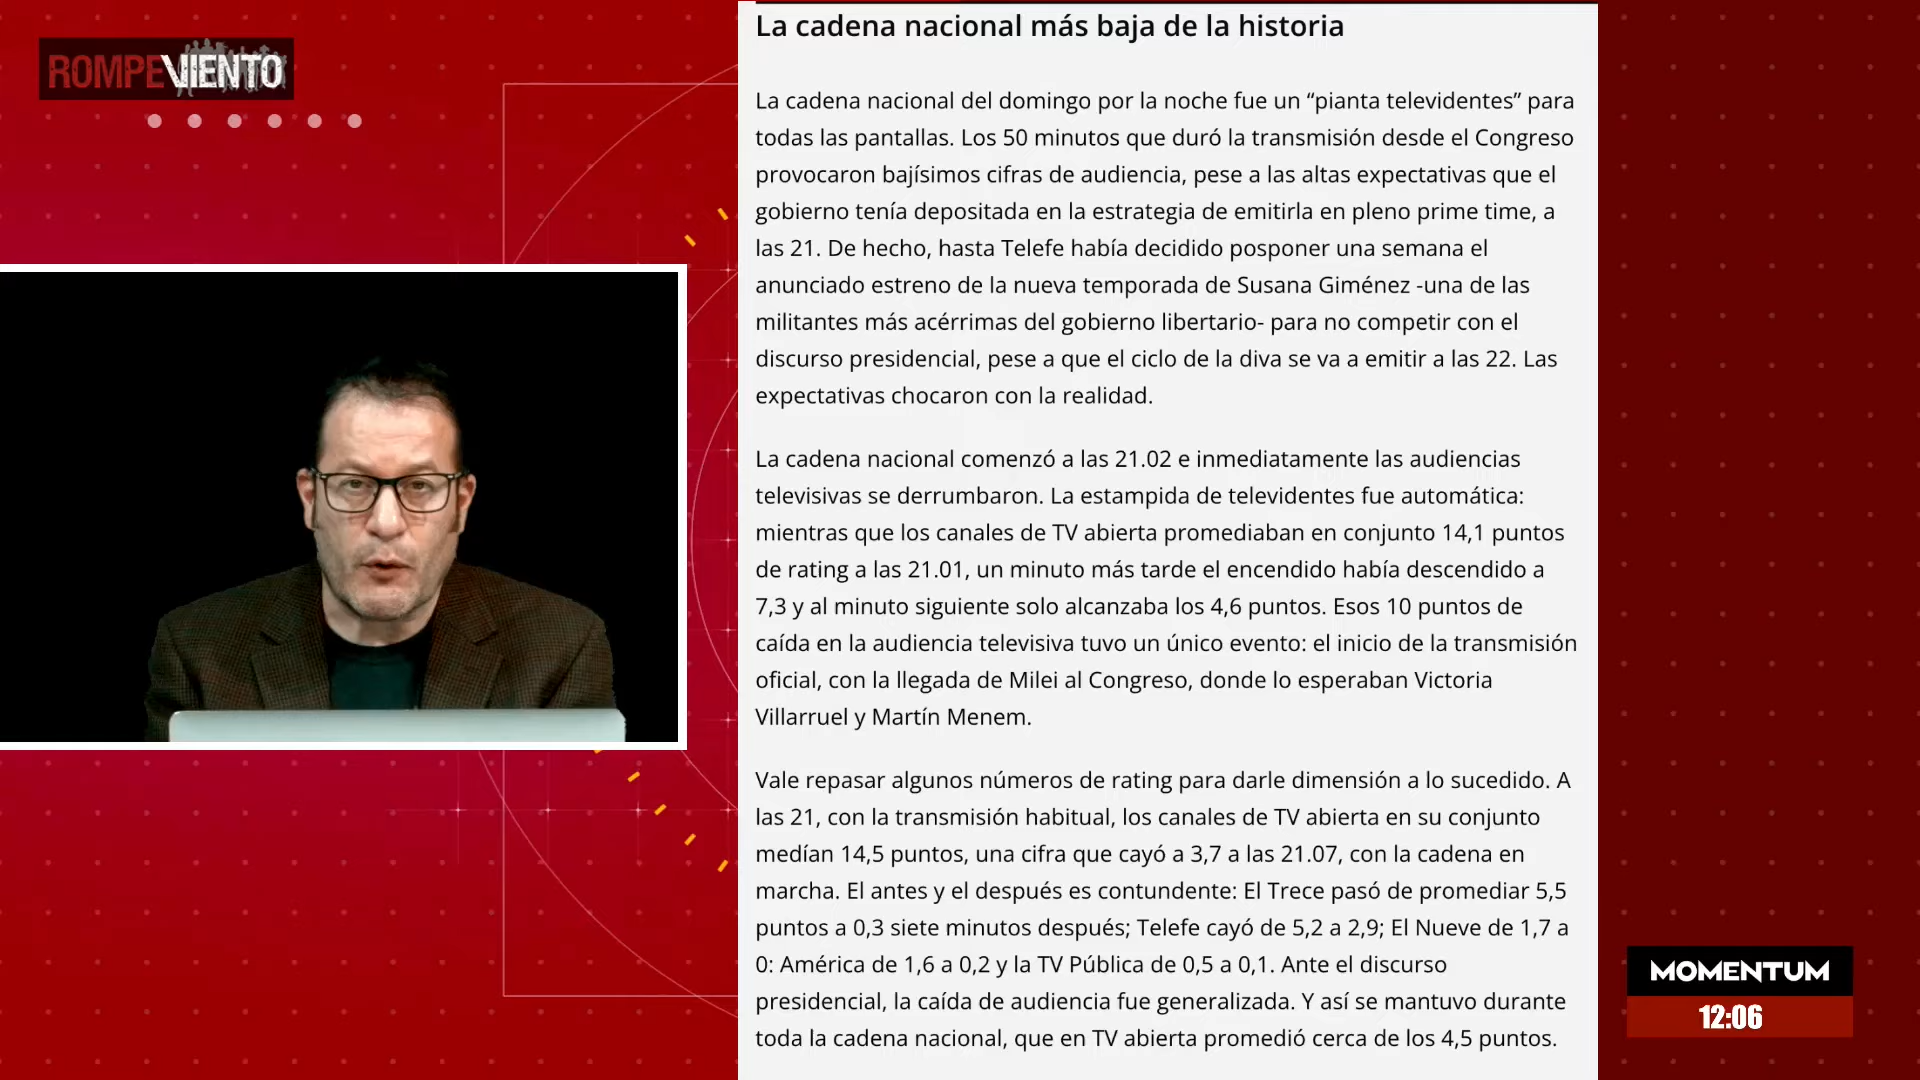 ROMPEVIENTO
La cadena nacional más baja de la historia
La cadena nacional del domingo por la noche fue un “pianta televidentes” para
todas las pantallas. Los 50 minutos que duró la transmisión desde el Congreso
provocaron bajísimos cifras de audiencia, pese a las altas expectativas que el
gobierno tenía depositada en la estrategia de emitirla en pleno prime time, a
las 21. De hecho, hasta Telefe había decidido posponer una semana el
anunciado estreno de la nueva temporada de Susana Giménez -una de las
militantes más acérrimas del gobierno libertario- para no competir con el
discurso presidencial, pese a que el ciclo de la diva se va a emitir a las 22. Las
expectativas chocaron con la realidad.
La cadena nacional comenzó a las 21.02 e inmediatamente las audiencias
televisivas se derrumbaron. La estampida de televidentes fue automática:
mientras que los canales de TV abierta promediaban en conjunto 14,1 puntos
de rating a las 21.01, un minuto más tarde el encendido había descendido a
7,3 y al minuto siguiente solo alcanzaba los 4,6 puntos. Esos 10 puntos de
caída en la audiencia televisiva tuvo un único evento: el inicio de la transmisión
oficial, con la llegada de Milei al Congreso, donde lo esperaban Victoria
Villarruel y Martín Menem.
Vale repasar algunos números de rating para darle dimensión a lo sucedido. A
las 21, con la transmisión habitual, los canales de TV abierta en su conjunto
medían 14,5 puntos, una cifra que cayó a 3,7 a las 21.07, con la cadena en
marcha. El antes y el después es contundente: El Trece pasó de promediar 5,5
puntos a 0,3 siete minutos después; Telefe cayó de 5,2 a 2,9; El Nueve de 1,7 a
0: América de 1,6 a 0,2 y la TV Pública de 0,5 a 0,1. Ante el discurso
presidencial, la caída de audiencia fue generalizada. Y así se mantuvo durante
toda la cadena nacional, que en TV abierta promedió cerca de los 4,5 puntos.
MOMENTUM
12:06